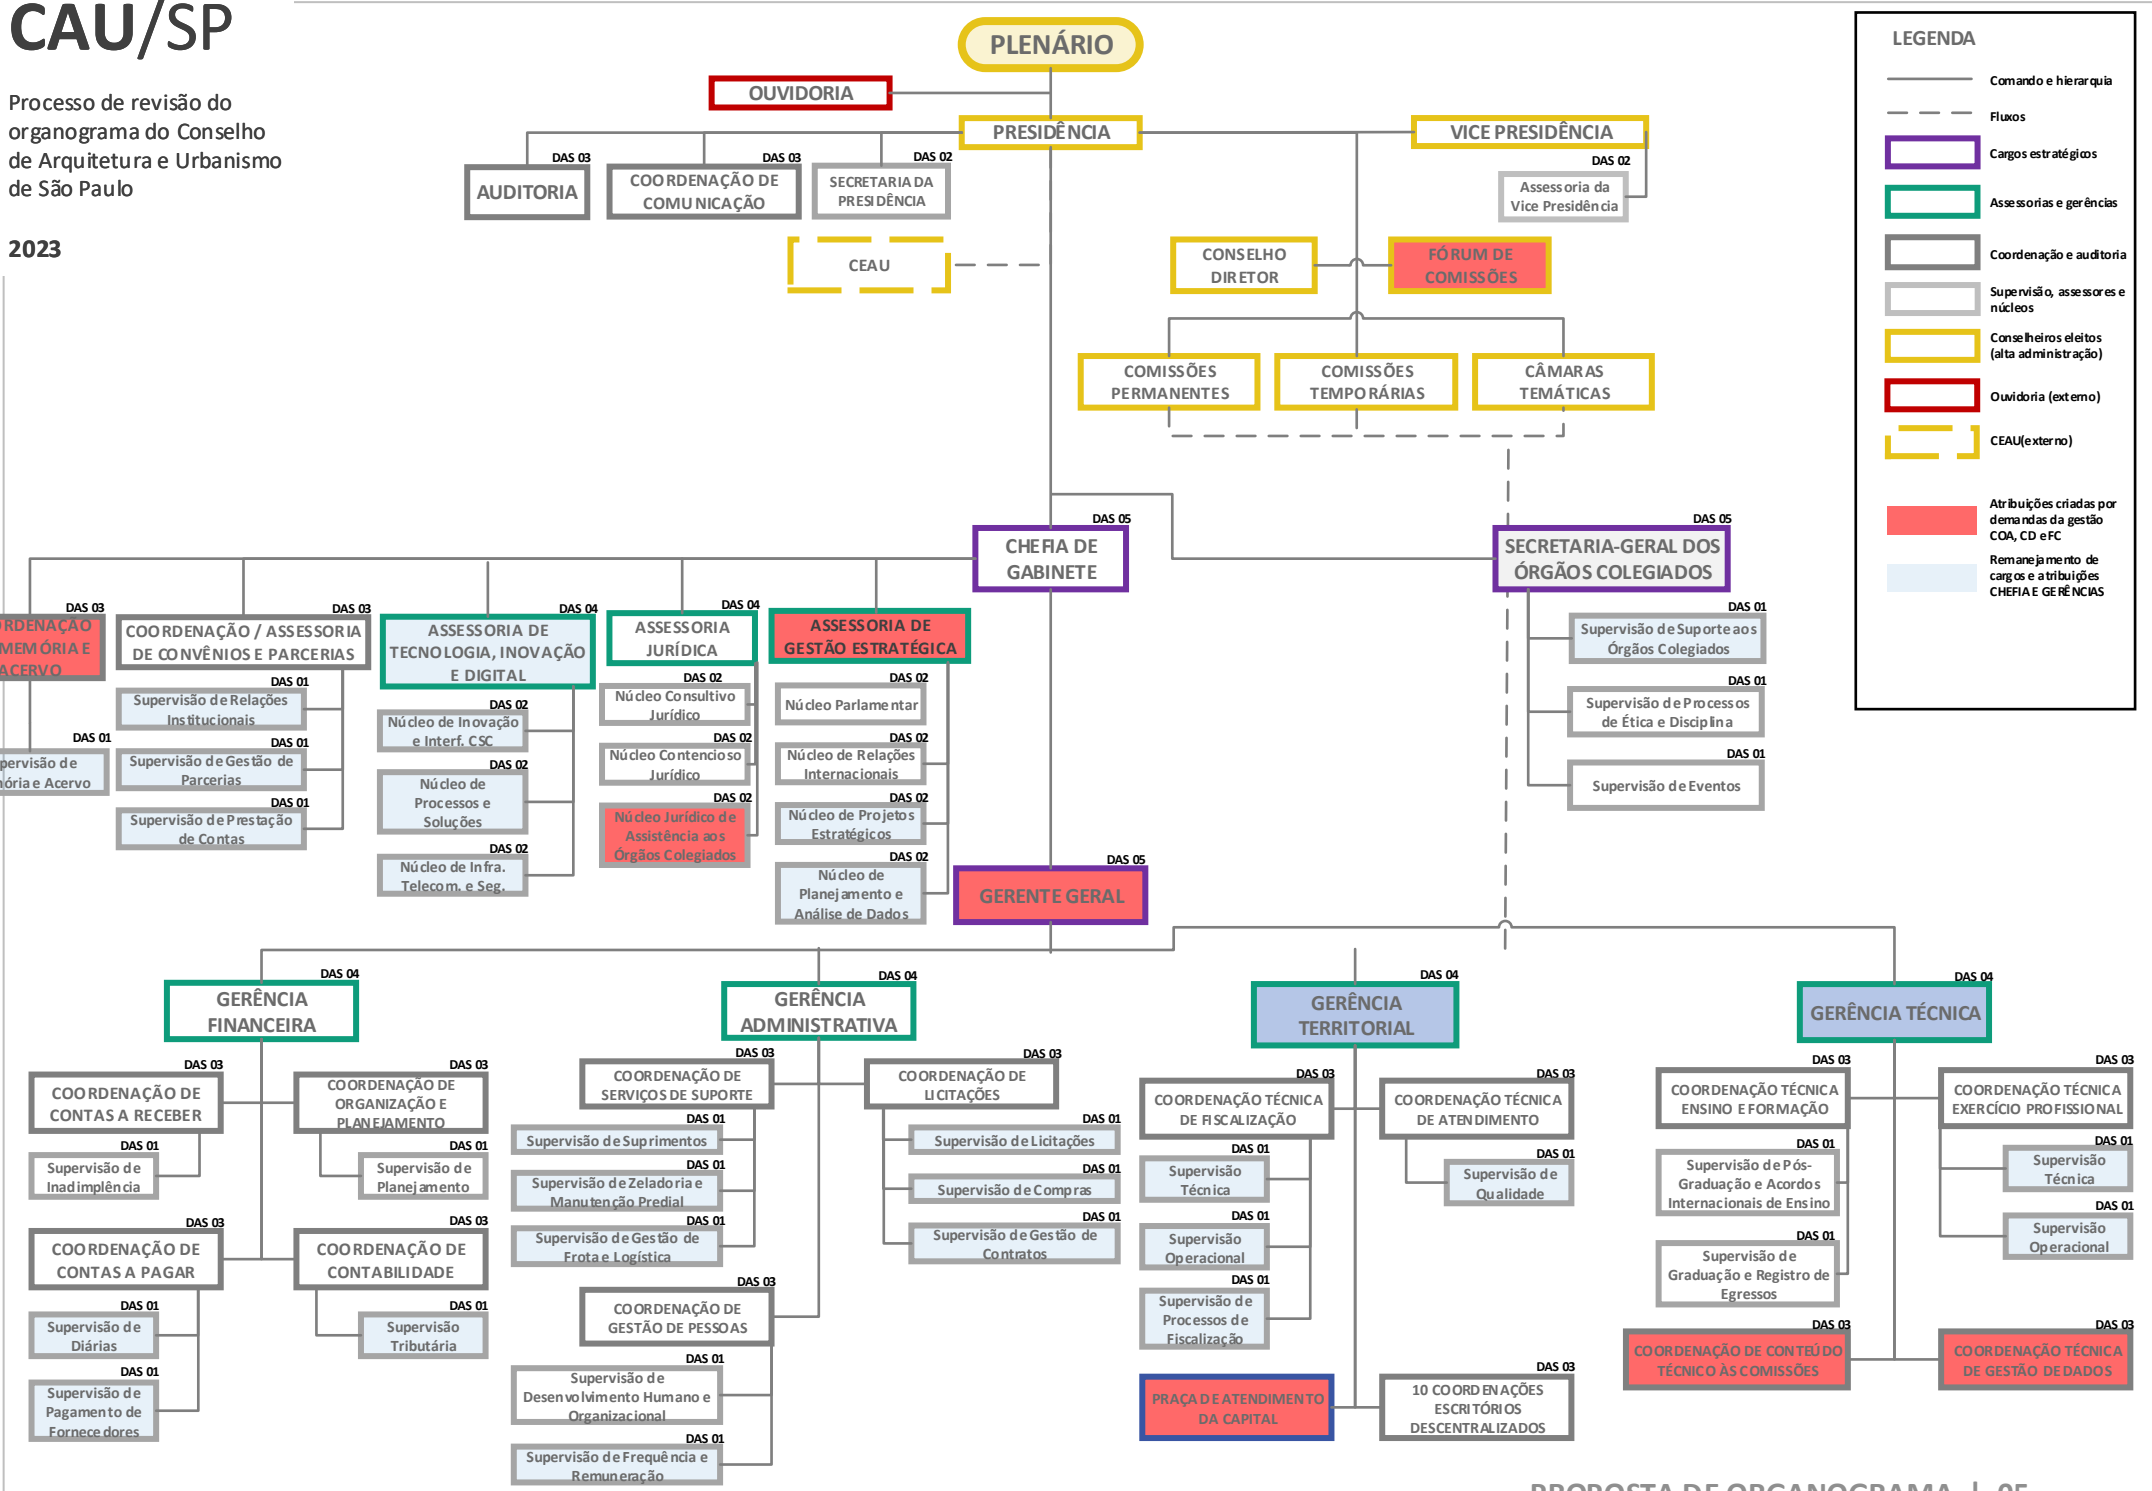 CAU/SP
Processo de revisão do
organograma do Conselho
de Arquitetura e Urbanismo
de São Paulo
2023
PLENÁRIO
OUVIDORIA
PRESIDÊNCIA
VICE PRESIDÊNCIA
DAS 03
AUDITORIA
DAS 03
COORDENAÇÃO DE
COMUNICAÇÃO
DAS 02
SECRETARIA DA
PRESIDÊNCIA
DAS 02
Assessoria da
Vice Presidência
CEAU
CONSELHO
DIRETOR
FÓRUM DE
COMISSÕES
COMISSÕES
PERMANENTES
COMISSÕES
TEMPORÁRIAS
CÂMARAS
TEMÁTICAS
LEGENDA
Comando e hierarquia
Fluxos
Cargos estratégicos
Assessorias e gerências
Coordenação e auditoria
Supervisão, assessores e
núcleos
Conselheiros eleitos
(alta administração)
Ouvidoria (externo)
CEAU(externo)
Atribuições criadas por
demandas da gestão
COA, CD e FC
Remanejamento de
cargos e atribuições
CHEFIA E GERÊNCIAS
DAS 05
CHEFIA DE
GABINETE
DAS 05
SECRETARIA-GERAL DOS
ÓRGÃOS COLEGIADOS
DAS 01
Supervisão de Suporte aos
Órgãos Colegiados
DAS 01
Supervisão de Processos
de Ética e Disciplina
DAS 01
Supervisão de Eventos
DAS 03
RDENAÇÃO
MEMÓRIA E
ACERVO
DAS 01
pervisão de
ória e Acervo
DAS 03
COORDENAÇÃO / ASSESSORIA
DE CONVÊNIOS E PARCERIAS
DAS 01
Supervisão de Relações
Institucionais
DAS 01
Supervisão de Gestão de
Parcerias
DAS 01
Supervisão de Prestação
de Contas
DAS 04
ASSESSORIA DE
TECNOLOGIA, INOVAÇÃO
E DIGITAL
DAS 02
Núcleo de Inovação
e Interf. CSC
DAS 02
Núcleo de
Processos e
Soluções
DAS 02
Núcleo de Infra.
Telecom. e Seg.
DAS 04
ASSESSORIA
JURÍDICA
DAS 02
Núcleo Consultivo
Jurídico
DAS 02
Núcleo Contencioso
Jurídico
DAS 02
Núcleo Jurídico de
Assistência aos
Órgãos Colegiados
ASSESSORIA DE
GESTÃO ESTRATÉGICA
DAS 02
Núcleo Parlamentar
DAS 02
Núcleo de Relações
Internacionais
DAS 02
Núcleo de Projetos
Estratégicos
DAS 02
Núcleo de
Planejamento e
Análise de Dados
DAS 05
GERENTE GERAL
DAS 04
GERÊNCIA
FINANCEIRA
DAS 03
COORDENAÇÃO DE
CONTAS A RECEBER
DAS 01
Supervisão de
Inadimplência
DAS 03
COORDENAÇÃO DE
ORGANIZAÇÃO E
PLANEJAMENTO
DAS 01
Supervisão de
Planejamento
DAS 03
COORDENAÇÃO DE
CONTAS A PAGAR
DAS 01
Supervisão de
Diárias
DAS 01
Supervisão de
Pagamento de
Fornecedores
DAS 03
COORDENAÇÃO DE
CONTABILIDADE
DAS 01
Supervisão
Tributária
DAS 04
GERÊNCIA
ADMINISTRATIVA
DAS 03
COORDENAÇÃO DE
SERVIÇOS DE SUPORTE
DAS 01
Supervisão de Suprimentos
DAS 01
Supervisão de Zeladoria e
Manutenção Predial
DAS 01
Supervisão de Gestão de
Frota e Logística
DAS 03
COORDENAÇÃO DE
LICITAÇÕES
DAS 01
Supervisão de Licitações
DAS 01
Supervisão de Compras
DAS 01
Supervisão de Gestão de
Contratos
DAS 03
COORDENAÇÃO DE
GESTÃO DE PESSOAS
DAS 01
Supervisão de
Desenvolvimento Humano e
Organizacional
DAS 01
Supervisão de Frequência e
Remuneração
DAS 04
GERÊNCIA
TERRITORIAL
DAS 03
COORDENAÇÃO TÉCNICA
DE FISCALIZAÇÃO
DAS 01
Supervisão
Técnica
DAS 01
Supervisão
Operacional
DAS 01
Supervisão de
Processos de
Fiscalização
DAS 03
COORDENAÇÃO TÉCNICA
DE ATENDIMENTO
DAS 01
Supervisão de
Qualidade
PRAÇA DE ATENDIMENTO
DA CAPITAL
DAS 03
10 COORDENAÇÕES
ESCRITÓRIOS
DESCENTRALIZADOS
DAS 04
GERÊNCIA TÉCNICA
DAS 03
COORDENAÇÃO TÉCNICA
ENSINO E FORMAÇÃO
DAS 01
Supervisão de Pós-
Graduação e Acordos
Internacionais de Ensino
DAS 01
Supervisão de
Graduação e Registro de
Egressos
DAS 03
COORDENAÇÃO TÉCNICA
EXERCÍCIO PROFISSIONAL
DAS 01
Supervisão
Técnica
DAS 01
Supervisão
Operacional
DAS 03
COORDENAÇÃO DE CONTEÚDO
TÉCNICO ÀS COMISSÕES
DAS 03
COORDENAÇÃO TÉCNICA
DE GESTÃO DE DADOS
PROPOSTA DE ORGANOGRAMA | 05